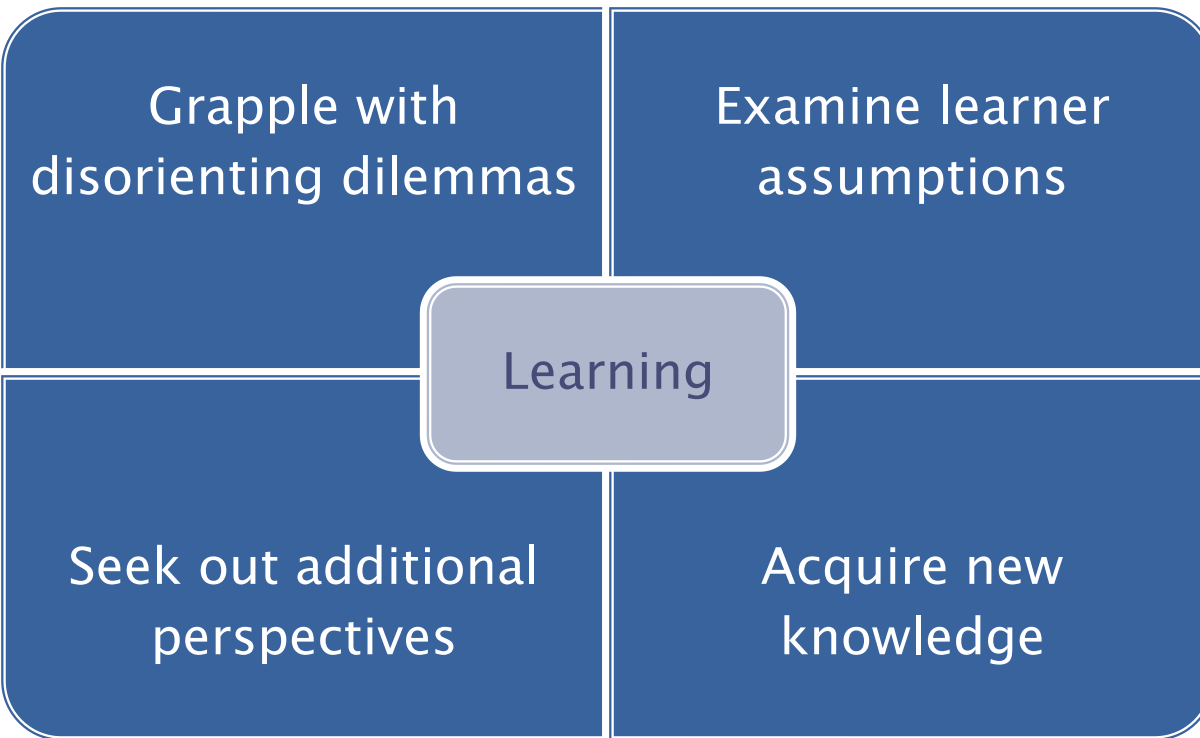 Grapple with
disorienting dilemmas
Examine learner
assumptions
Learning
Seek out additional
perspectives
Acquire new
knowledge